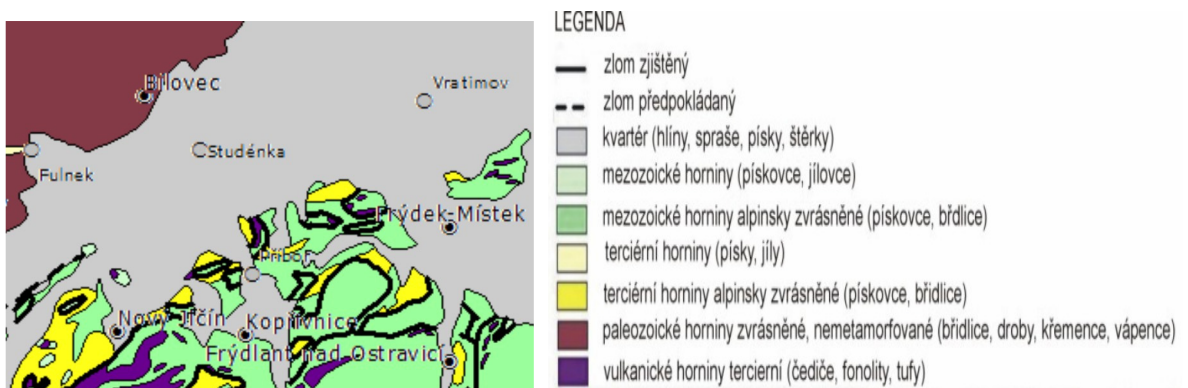 Bílovec
Vratimov
Studénka
Fulnek
Frýdek-Místek
Příbor
Nový Jičín
Kopřivnice
Frýdlant nad Ostravicí
LEGENDA
zlom zjištěný
zlom předpokládaný
kvartér (hlíny, spraše, písky, štěrky)
mezozoické horniny (pískovce, jílovce)
mezozoické horniny alpinsky zvrásněné (pískovce, břdlice)
terciérní horniny (písky, jíly)
terciérní horniny alpinsky zvrásněné (pískovce, břidlice)
paleozoické horniny zvrásněné, nemetamorfované (břidlice, droby, křemence, vápence)
vulkanické horniny tercierní (čediče, fonolity, tufy)